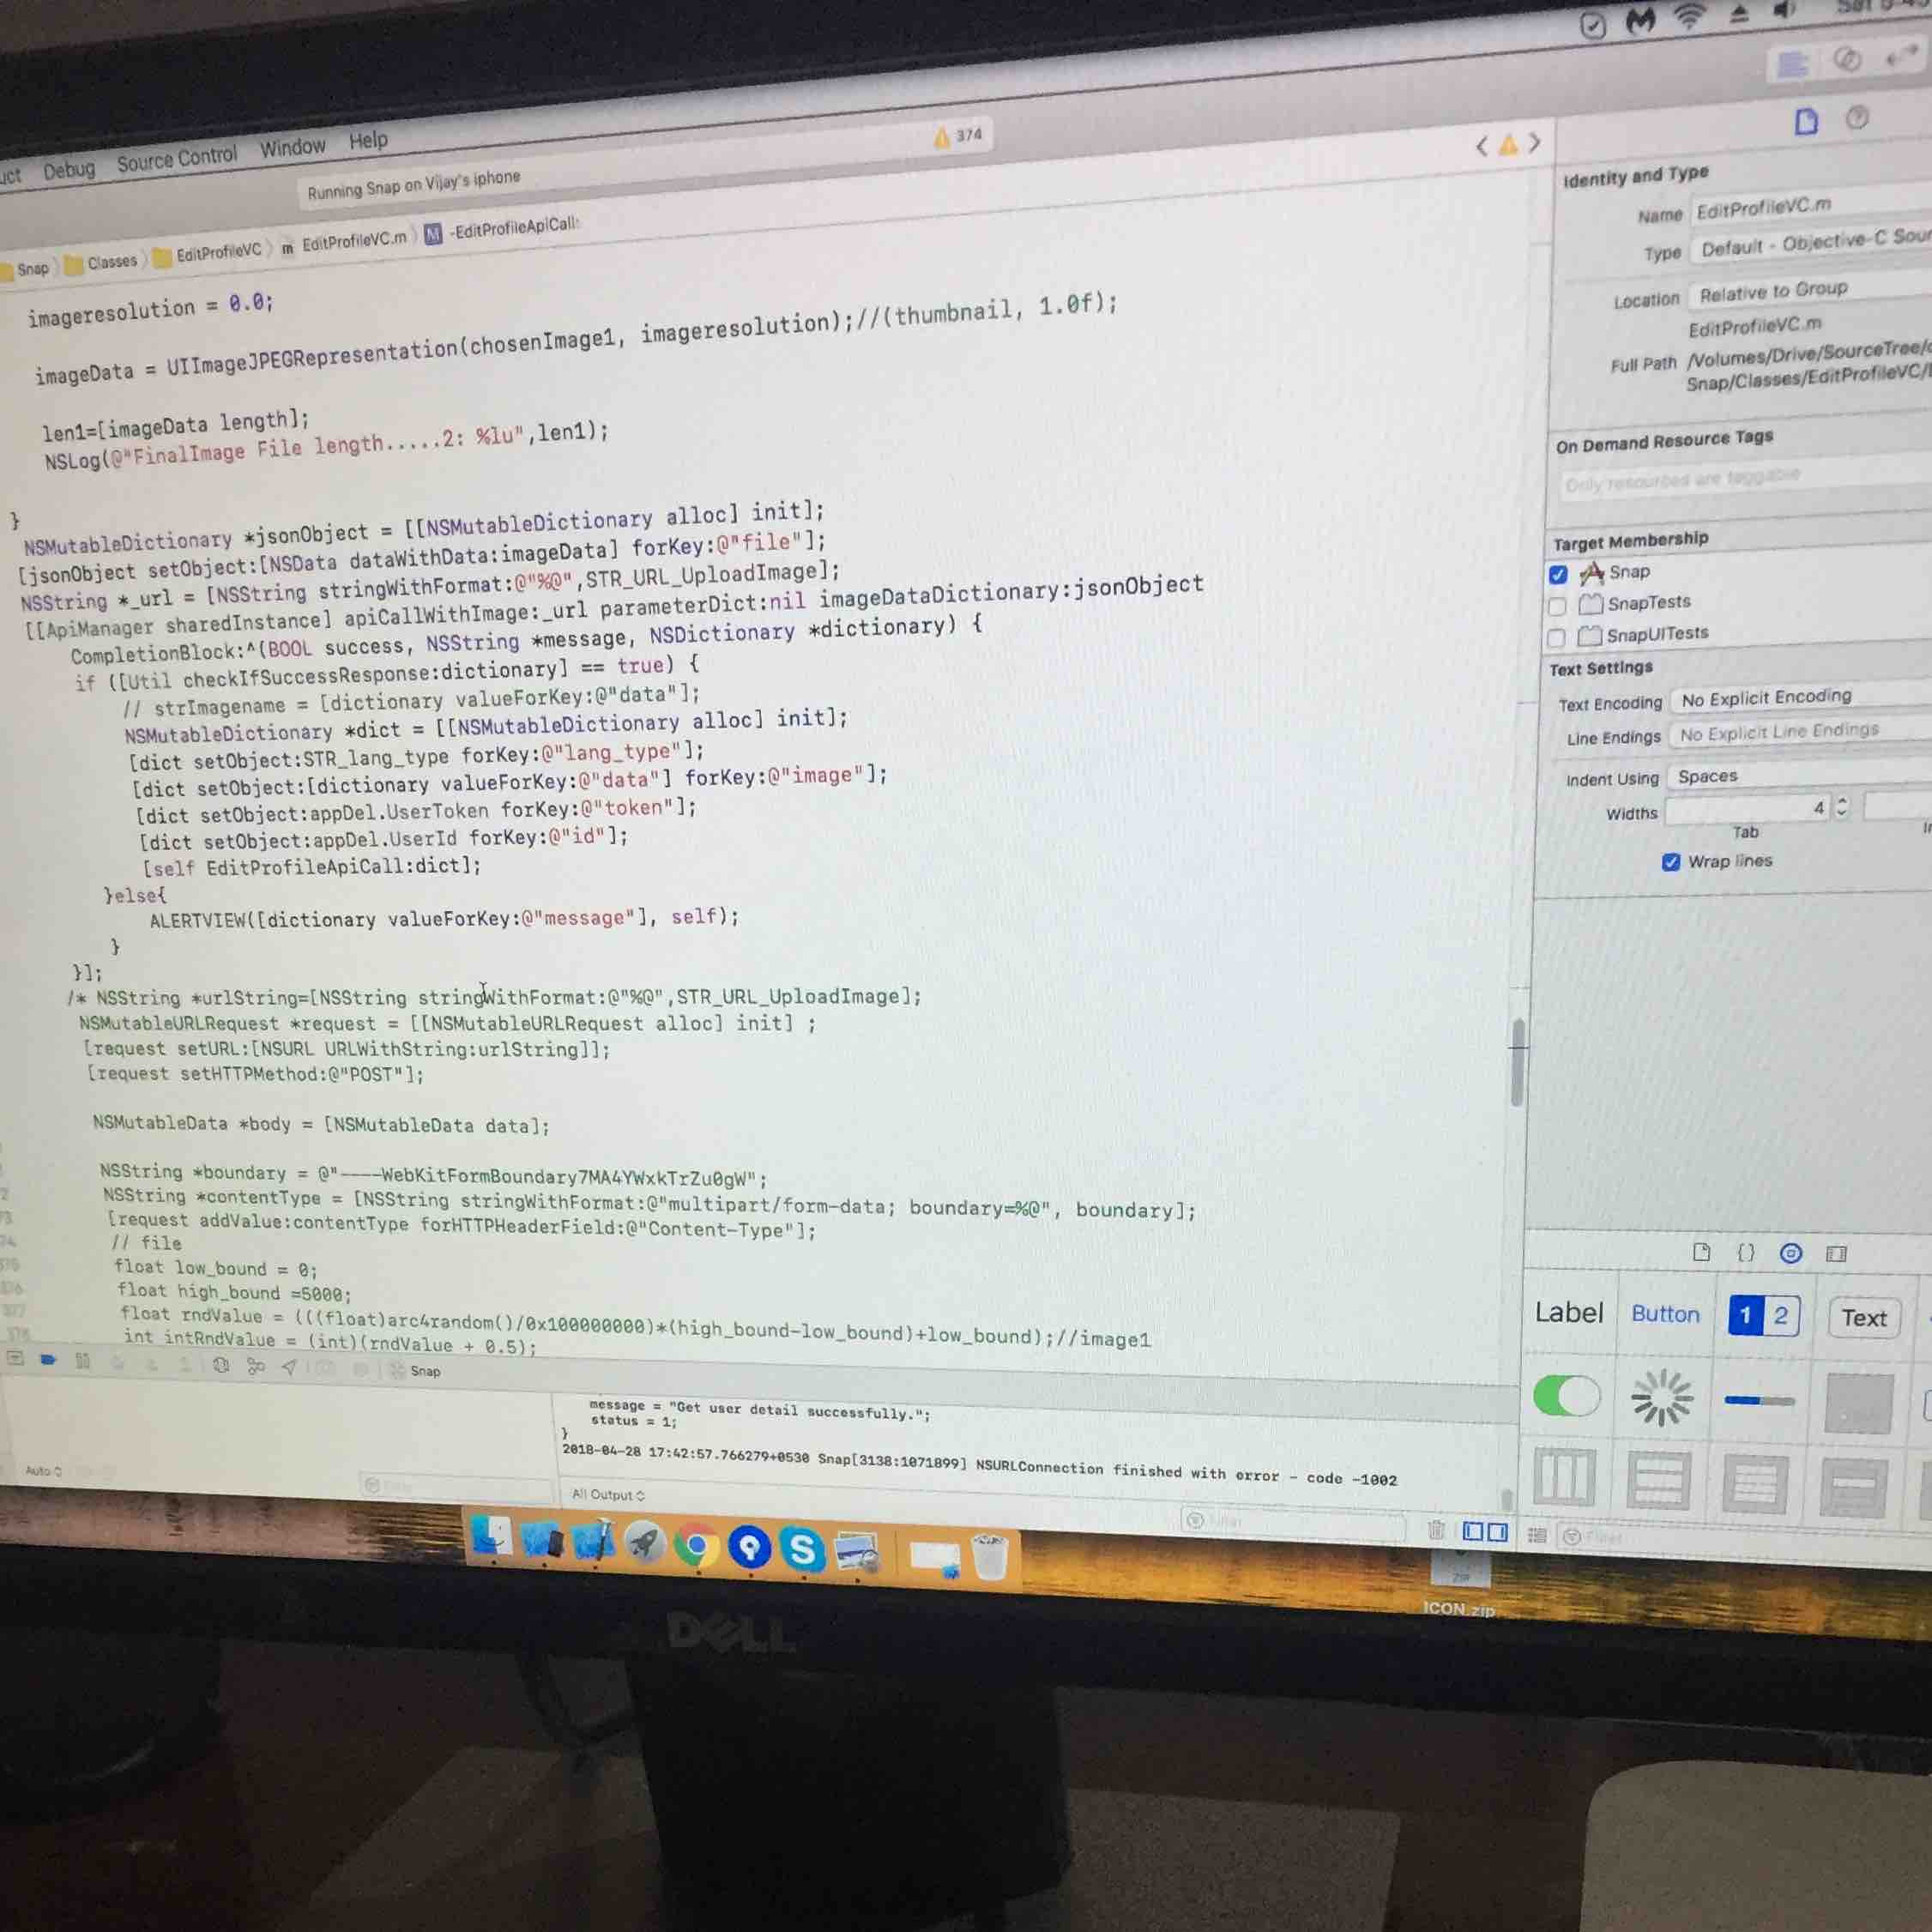 Debug Source Control Window Help
Running Snap on Vijay's iphone
374
Snap Classes EditProfileVC m EditProfileVC.m M -EditProfileApiCall:
imageresolution = 0.0;
imageData = UIImageJPEGRepresentation(chosenImage1, imageresolution);//(thumbnail, 1.0f);
len1=[imageData length];
NSLog(@"FinalImage File length.....2: %lu",len1);
}
NSMutableDictionary *jsonObject = [[NSMutableDictionary alloc] init];
[jsonObject setObject:[NSData dataWithData:imageData] forKey:@"file"];
NSString *_url = [NSString stringWithFormat:@"%@",STR_URL_UploadImage];
[[ApiManager sharedInstance] apiCallWithImage:_url parameterDict:nil imageDataDictionary:jsonObject
CompletionBlock:^(BOOL success, NSString *message, NSDictionary *dictionary) {
if ([Util checkIfSuccessResponse:dictionary] == true) {
// strImagename = [dictionary valueForKey:@"data"];
NSMutableDictionary *dict = [[NSMutableDictionary alloc] init];
[dict setObject:STR_lang_type forKey:@"lang_type"];
[dict setObject:[dictionary valueForKey:@"data"] forKey:@"image"];
[dict setObject:appDel.UserToken forKey:@"token"];
[dict setObject:appDel.UserId forKey:@"id"];
[self EditProfileApiCall:dict];
}else{
ALERTVIEW([dictionary valueForKey:@"message"], self);
}
}];
/* NSString *urlString=[NSString stringWithFormat:@"%@",STR_URL_UploadImage];
NSMutableURLRequest *request = [[NSMutableURLRequest alloc] init] ;
[request setURL:[NSURL URLWithString:urlString]];
[request setHTTPMethod:@"POST"];
NSMutableData *body = [NSMutableData data];
NSString *boundary = @"----WebKitFormBoundary7MA4YWxkTrZu0gW";
NSString *contentType = [NSString stringWithFormat:@"multipart/form-data; boundary=%@", boundary];
[request addValue:contentType forHTTPHeaderField:@"Content-Type"];
// file
float low_bound = 0;
float high_bound =5000;
float rndValue = (((float)arc4random()/0x100000000)*(high_bound-low_bound)+low_bound);//image1
int intRndValue = (int)(rndValue + 0.5);
Snap
message = "Get user detail successfully.";
status = 1;
}
2018-04-28 17:42:57.766279+0530 Snap[3138:1071899] NSURLConnection finished with error - code -1002
Auto
All Output
Filter
Identity and Type
Name EditProfileVC.m
Type Default - Objective-C
Location Relative to Group
EditProfileVC.m
Full Path /Volumes/Drive/SourceTree/
Snap/Classes/EditProfileVC/
On Demand Resource Tags
Only resources are taggable
Target Membership
Snap
SnapTests
SnapUITests
Text Settings
Text Encoding No Explicit Encoding
Line Endings No Explicit Line Endings
Indent Using Spaces
Widths 4
Tab
Wrap lines
{}
Label Button 1 2 Text
Filter
ZIP
ICON.zip
DELL